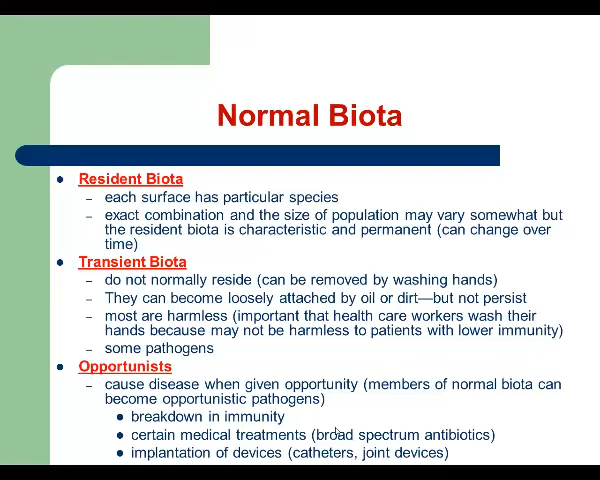 Normal Biota
Resident Biota
– each surface has particular species
– exact combination and the size of population may vary somewhat but
the resident biota is characteristic and permanent (can change over
time)
Transient Biota
– do not normally reside (can be removed by washing hands)
– They can become loosely attached by oil or dirt—but not persist
– most are harmless (important that health care workers wash their
hands because may not be harmless to patients with lower immunity)
– some pathogens
Opportunists
– cause disease when given opportunity (members of normal biota can
become opportunistic pathogens)
• breakdown in immunity
• certain medical treatments (broad spectrum antibiotics)
• implantation of devices (catheters, joint devices)